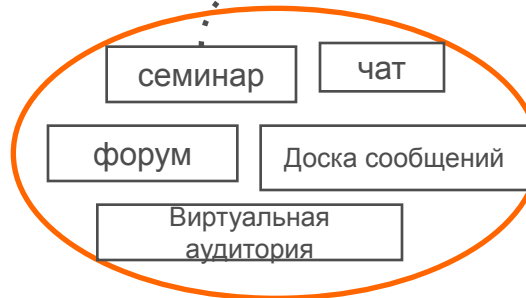 семинар
чат
форум
Доска сообщений
Виртуальная
аудитория